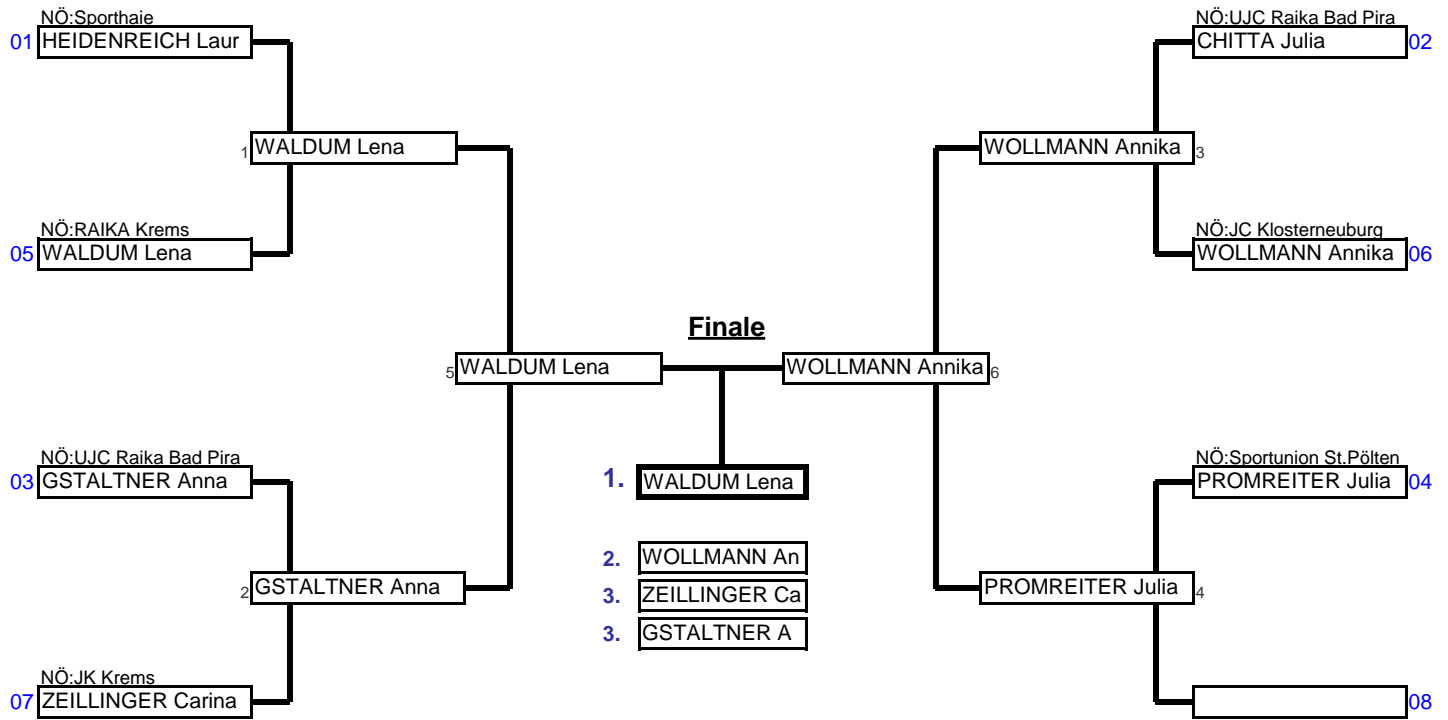 NÖ:Sporthaie
NÖ:UJC Raika Bad Pira
01 HEIDENREICH Laur
CHITTA Julia 02
1 WALDUM Lena
WOLLMANN Annika 3
NÖ:RAIKA Krems
NÖ:JC Klosterneuburg
05 WALDUM Lena
WOLLMANN Annika 06
Finale
5 WALDUM Lena
WOLLMANN Annika 6
NÖ:UJC Raika Bad Pira
NÖ:Sportunion St.Pölten
03 GSTALTNER Anna
1. WALDUM Lena
PROMREITER Julia 04
2. WOLLMANN An
2 GSTALTNER Anna
3. ZEILLINGER Ca
PROMREITER Julia 4
3. GSTALTNER A
NÖ:JK Krems
07 ZEILLINGER Carina
08